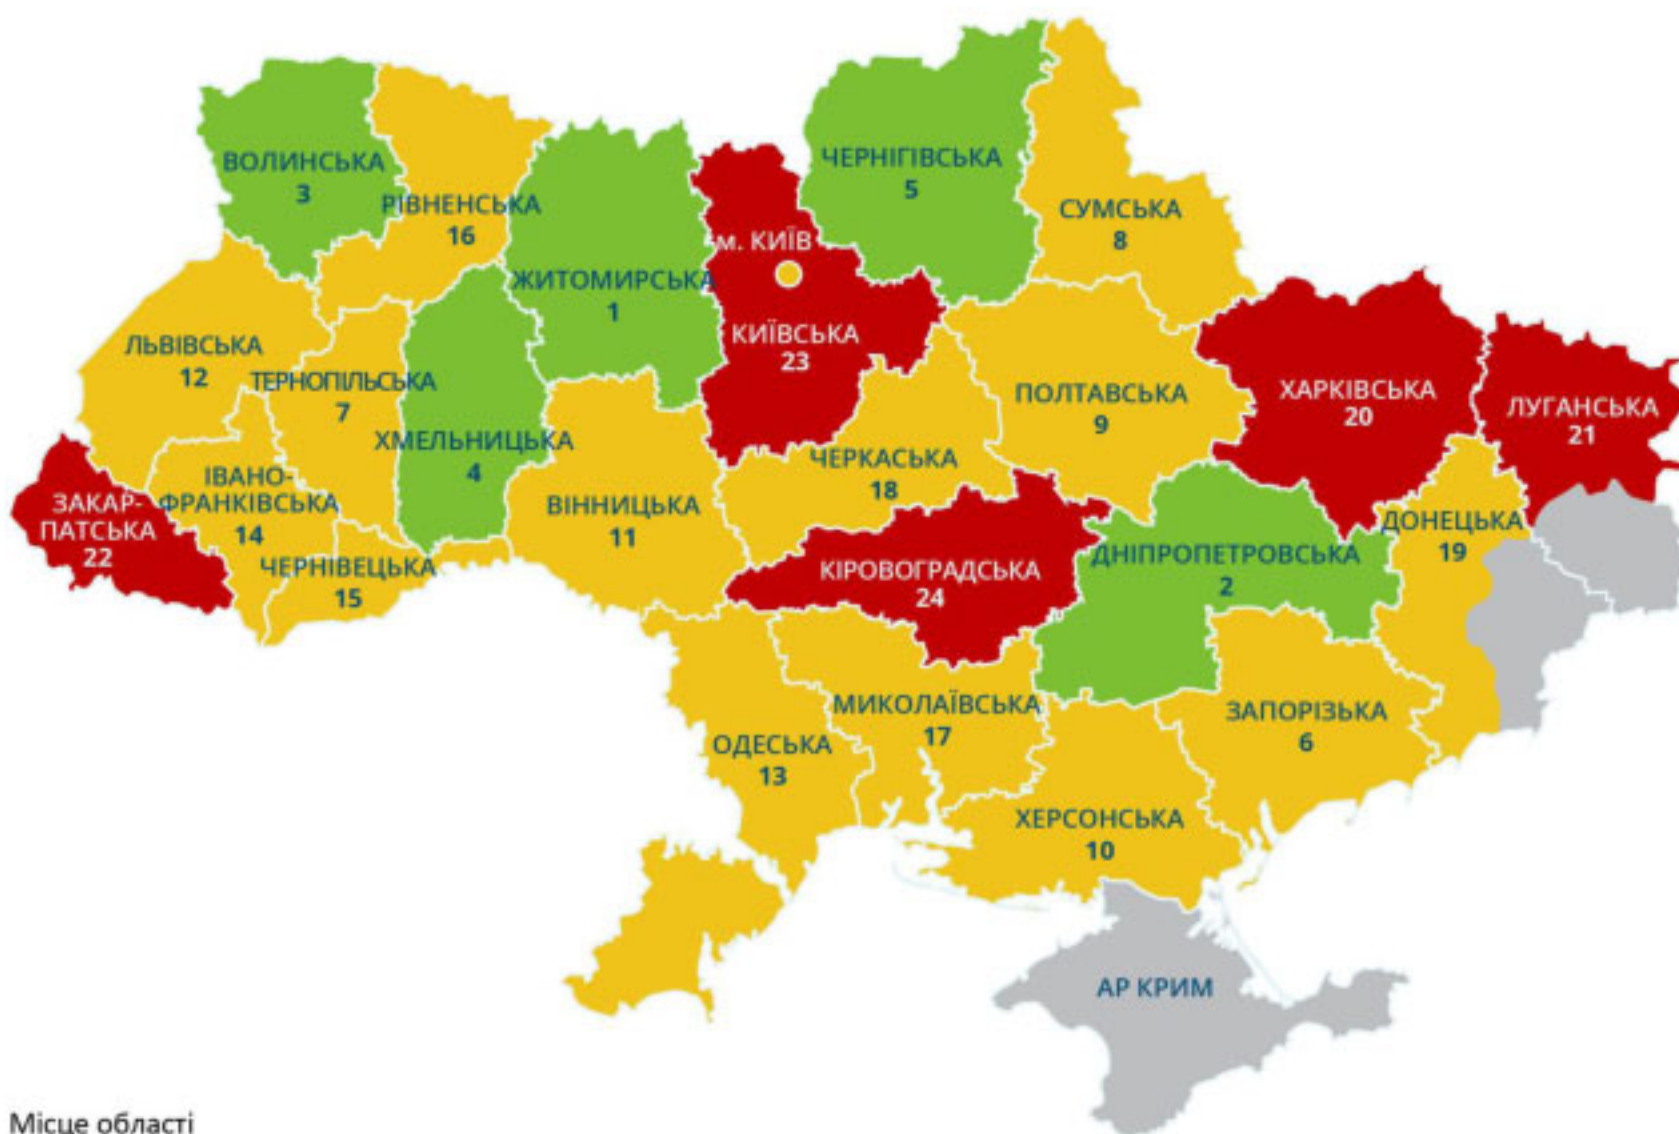 ВОЛИНСЬКА
3
РІВНЕНСЬКА
16
ЖИТОМИРСЬКА
1
м. КИЇВ
КИЇВСЬКА
23
ЧЕРНІГІВСЬКА
5
СУМСЬКА
8
ЛЬВІВСЬКА
12
ТЕРНОПІЛЬСЬКА
7
ХМЕЛЬНИЦЬКА
4
ВІННИЦЬКА
11
ЧЕРКАСЬКА
18
ПОЛТАВСЬКА
9
ХАРКІВСЬКА
20
ЛУГАНСЬКА
21
ЗАКАР-
ПАТСЬКА
22
ІВАНО-
ФРАНКІВСЬКА
14
ЧЕРНІВЕЦЬКА
15
КІРОВОГРАДСЬКА
24
ДНІПРОПЕТРОВСЬКА
2
ДОНЕЦЬКА
19
ОДЕСЬКА
13
МИКОЛАЇВСЬКА
17
ЗАПОРІЗЬКА
6
ХЕРСОНСЬКА
10
АР КРИМ
Місце області